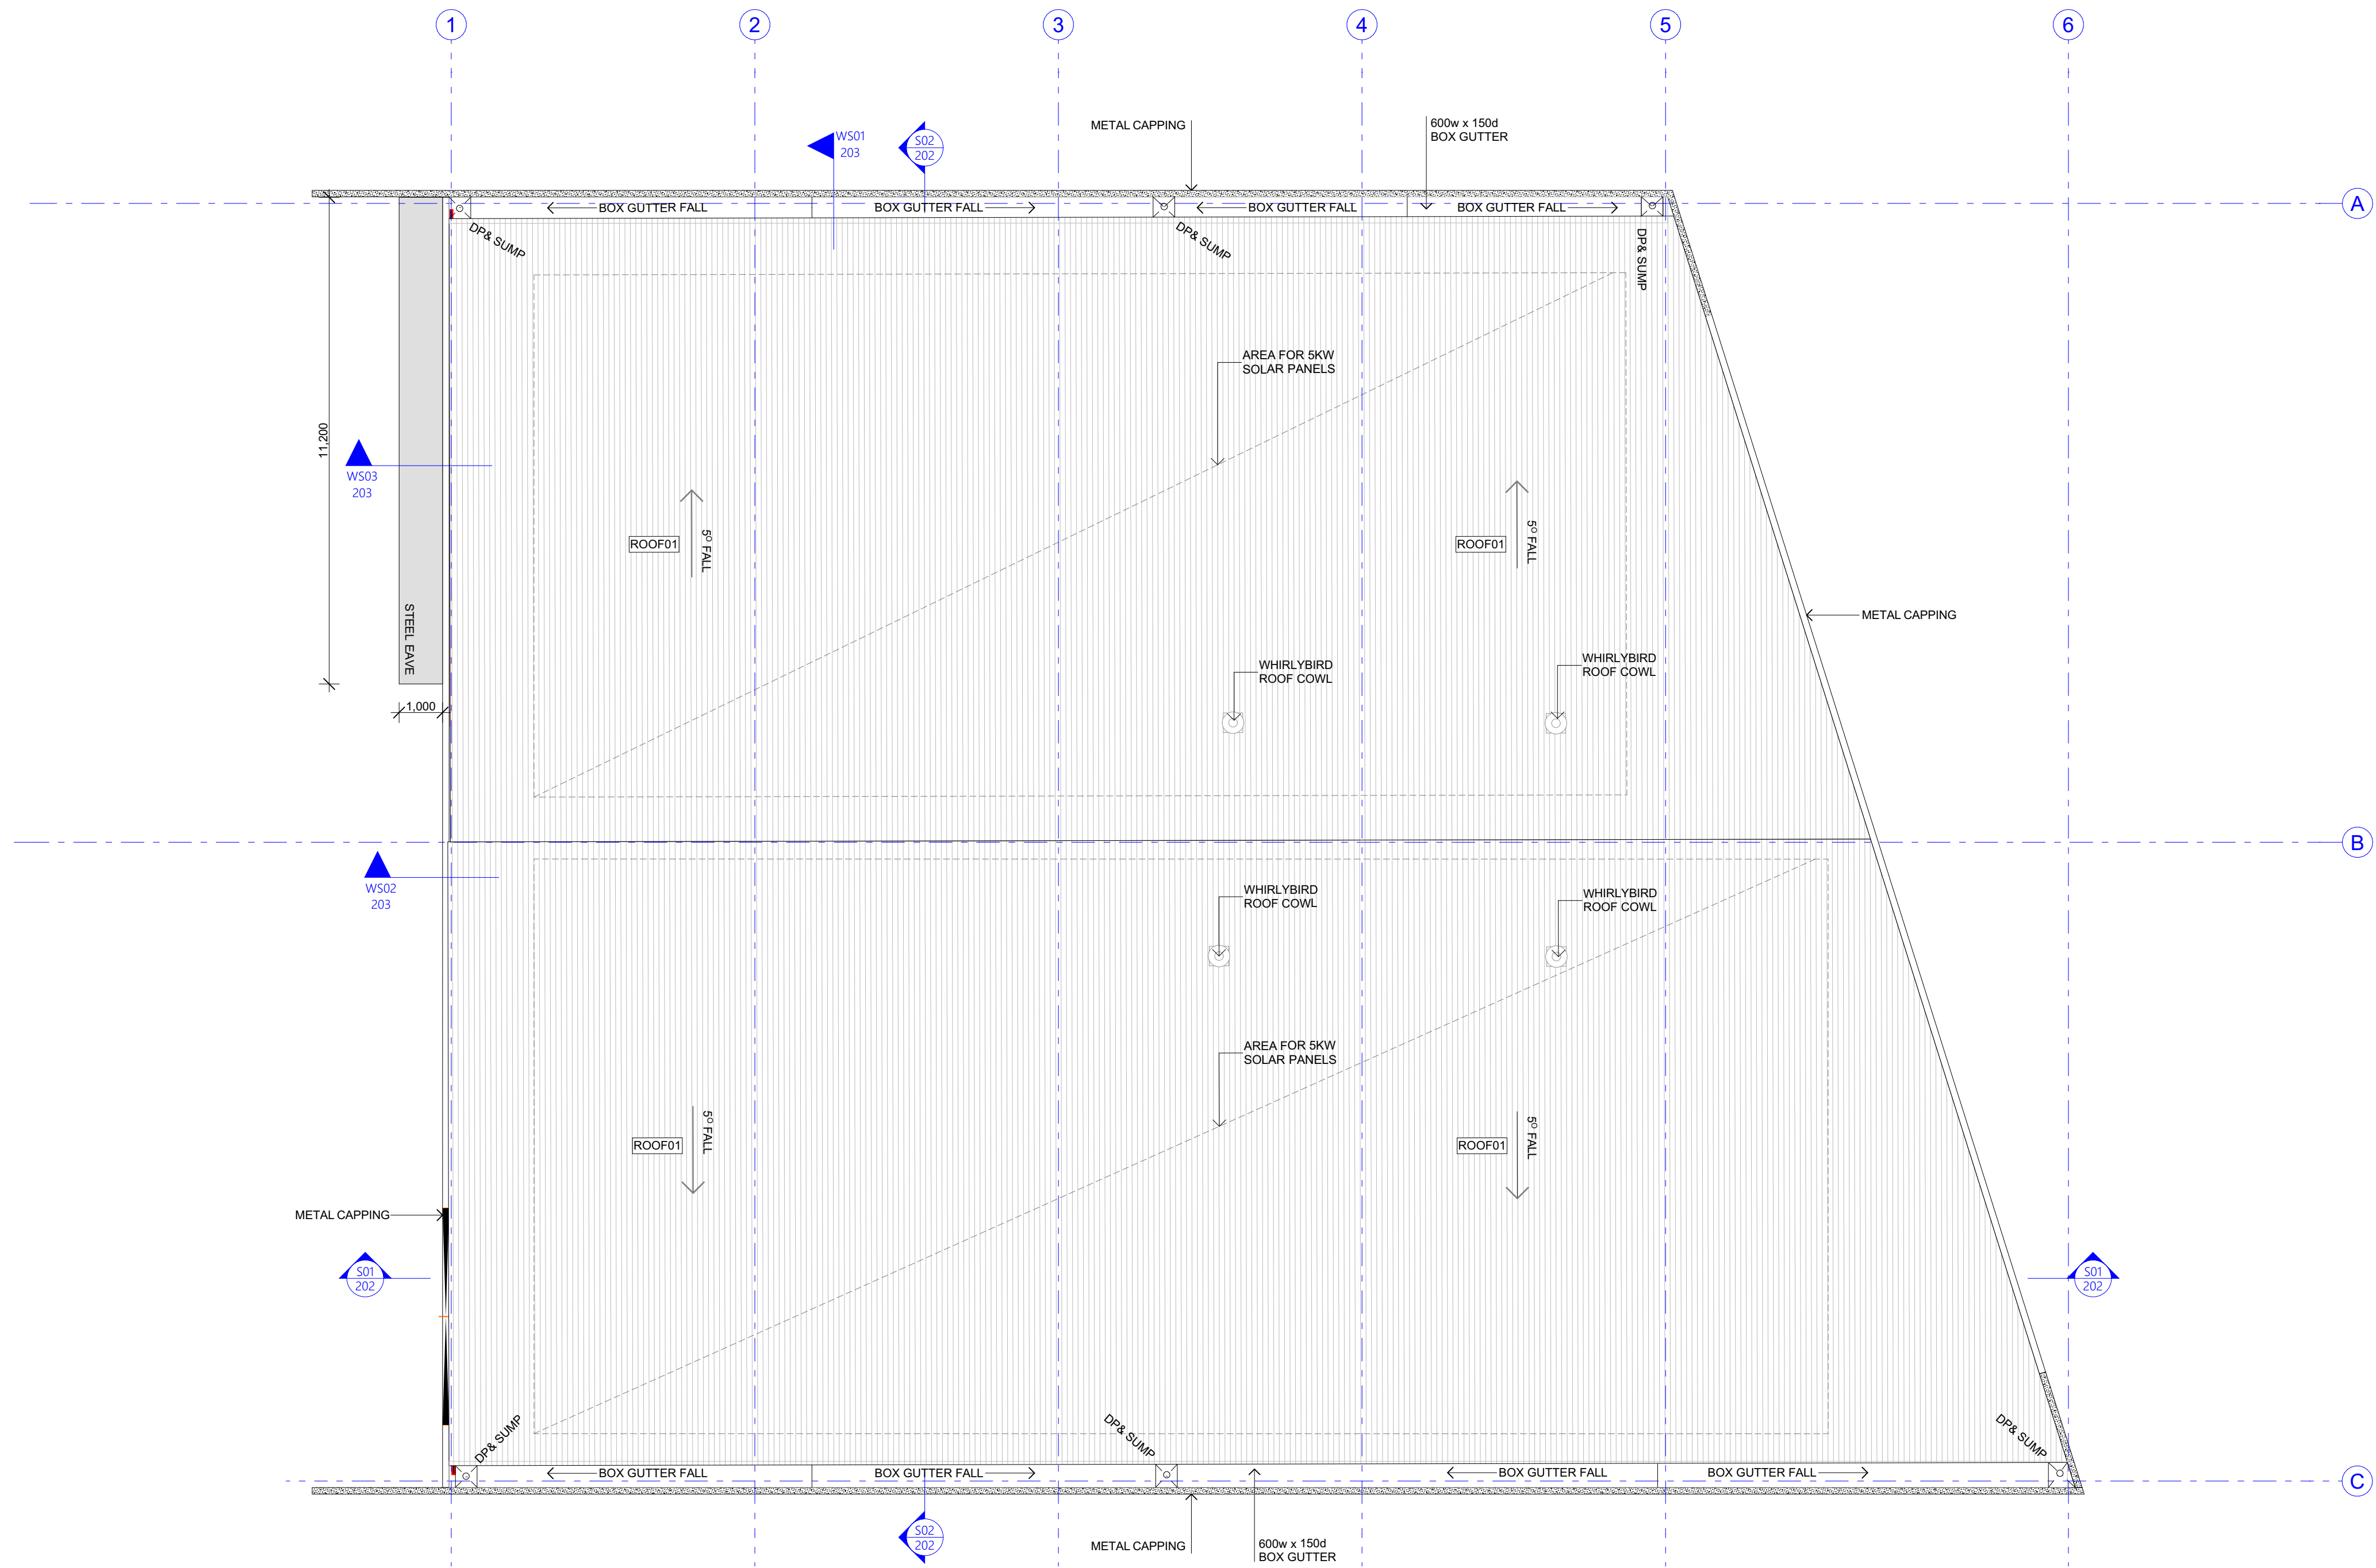 1
2
3
4
5
6
WS01
203
S02
202
METAL CAPPING
600w x 150d
BOX GUTTER
A
BOX GUTTER FALL
BOX GUTTER FALL
BOX GUTTER FALL
BOX GUTTER FALL
DP& SUMP
DP& SUMP
DP& SUMP
AREA FOR 5KW
SOLAR PANELS
11,200
WS03
203
ROOF01
5° FALL
ROOF01
5° FALL
STEEL EAVE
METAL CAPPING
WHIRLYBIRD
ROOF COWL
WHIRLYBIRD
ROOF COWL
1,000
B
WS02
203
WHIRLYBIRD
ROOF COWL
WHIRLYBIRD
ROOF COWL
AREA FOR 5KW
SOLAR PANELS
ROOF01
5° FALL
ROOF01
5° FALL
METAL CAPPING
S01
202
S01
202
DP& SUMP
DP& SUMP
DP& SUMP
BOX GUTTER FALL
BOX GUTTER FALL
BOX GUTTER FALL
BOX GUTTER FALL
C
S02
202
METAL CAPPING
600w x 150d
BOX GUTTER